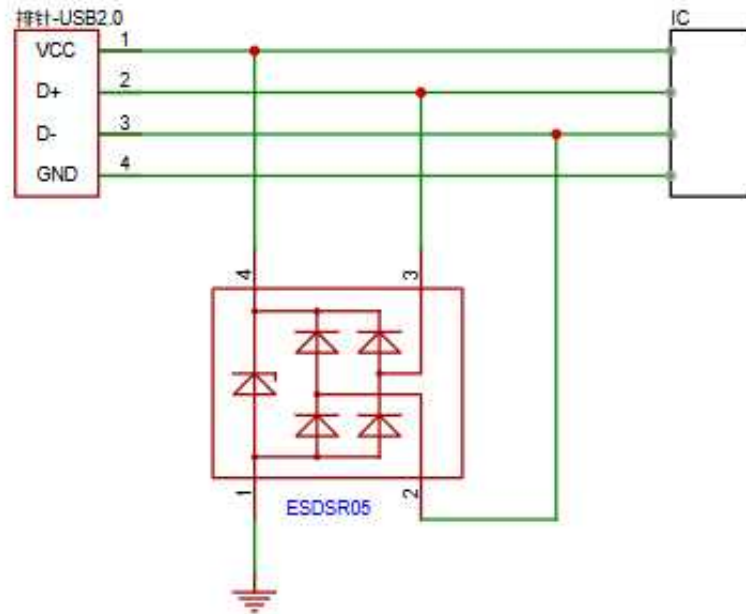 排针-USB2.0
IC
VCC 1
D+ 2
D- 3
GND 4
4 3
1 2
ESDSR05